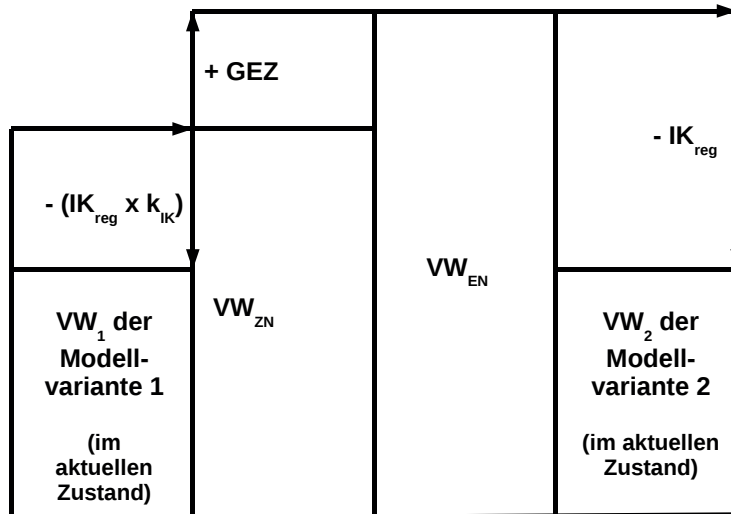 + GEZ
- IKreg
- (IKreg x kIK)
VWZN
VWEN
VW1 der
Modell-
variante 1
(im
aktuellen
Zustand)
VW2 der
Modell-
variante 2
(im aktuellen
Zustand)